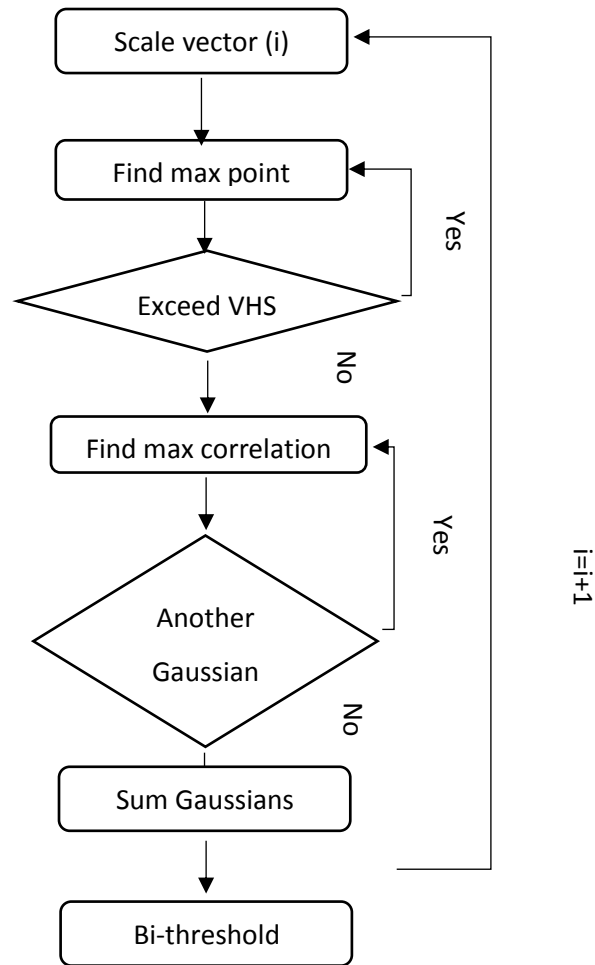 Scale vector (i)
Find max point
Yes
Exceed VHS
No
Find max correlation
Yes
Another
Gaussian
i=i+1
No
Sum Gaussians
Bi-threshold